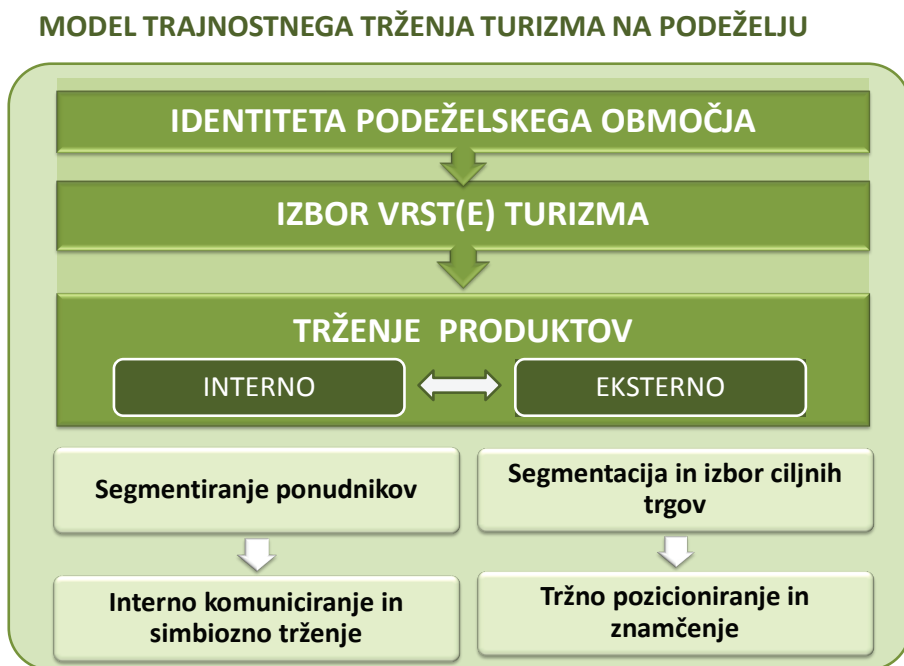 MODEL TRAJNOSTNEGA TRŽENJA TURIZMA NA PODEŽELJU
IDENTITETA PODEŽELSKEGA OBMOČJA
IZBOR VRST(E) TURIZMA
TRŽENJE PRODUKTOV
INTERNO
EKSTERNO
Segmentiranje ponudnikov
Segmentacija in izbor ciljnih
trgov
Interno komuniciranje in
simbiozno trženje
Tržno pozicioniranje in
znamčenje